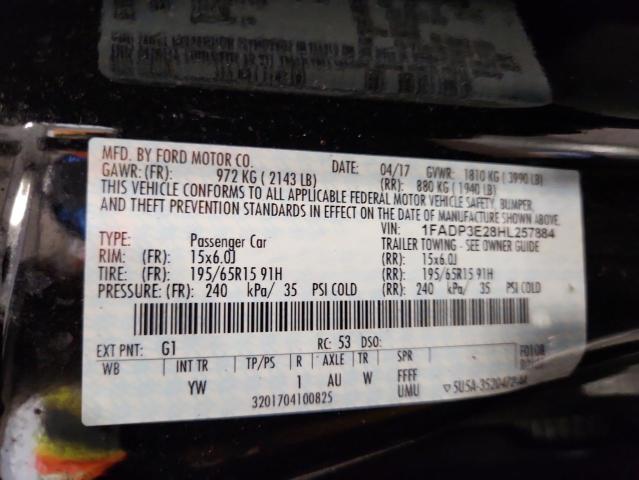 MFD. BY FORD MOTOR CO.
DATE: 04/17 GVWR: 1810 KG (3990 LB)
GAWR: (FR): 972 KG (2143 LB) (RR): 880 KG (1940 LB)
THIS VEHICLE CONFORMS TO ALL APPLICABLE FEDERAL MOTOR VEHICLE SAFETY, BUMPER,
AND THEFT PREVENTION STANDARDS IN EFFECT ON THE DATE OF MANUFACTURE SHOWN ABOVE.
VIN: 1FADP3E28HL257884
TYPE: Passenger Car TRAILER TOWING - SEE OWNER GUIDE
RIM: (FR): 15x6.0J (RR): 15x6.0J
TIRE: (FR): 195/65R15 91H (RR): 195/65R15 91H
PRESSURE: (FR): 240 kPa/ 35 PSI COLD (RR): 240 kPa/ 35 PSI COLD
EXT PNT: G1 RC: 53 DSO:
WB INT TR TP/PS R AXLE TR SPR
YW 1 AU W FFFF
UMU
3201704100825